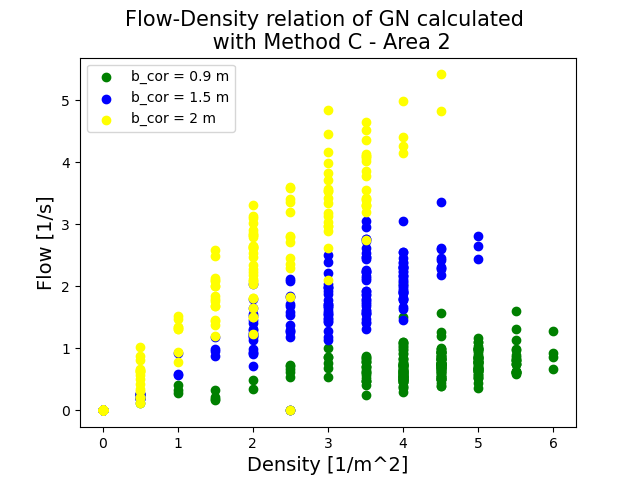 Flow-Density relation of GN calculated
with Method C - Area 2
b_cor = 0.9 m
b_cor = 1.5 m
b_cor = 2 m
Flow [1/s]
5
4
3
2
1
0
0 1 2 3 4 5 6
Density [1/m^2]